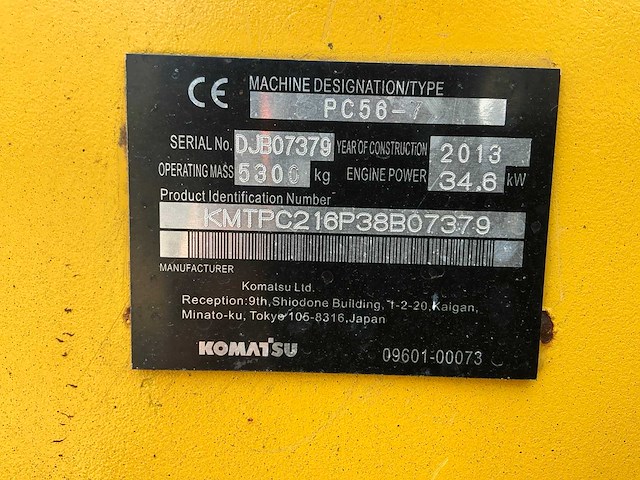 CE MACHINE DESIGNATION/TYPE
PC56-7
SERIAL No. DJB07379 YEAR OF CONSTRUCTION 2013
OPERATING MASS 5300 kg ENGINE POWER 34.6 kW
Product Identification Number
KMTPC216P38B07379
MANUFACTURER
Komatsu Ltd.
Reception:9th,Shiodone Building, 1-2-20,Kaigan,
Minato-ku, Tokyo 105-8316,Japan
KOMATSU 09601-00073